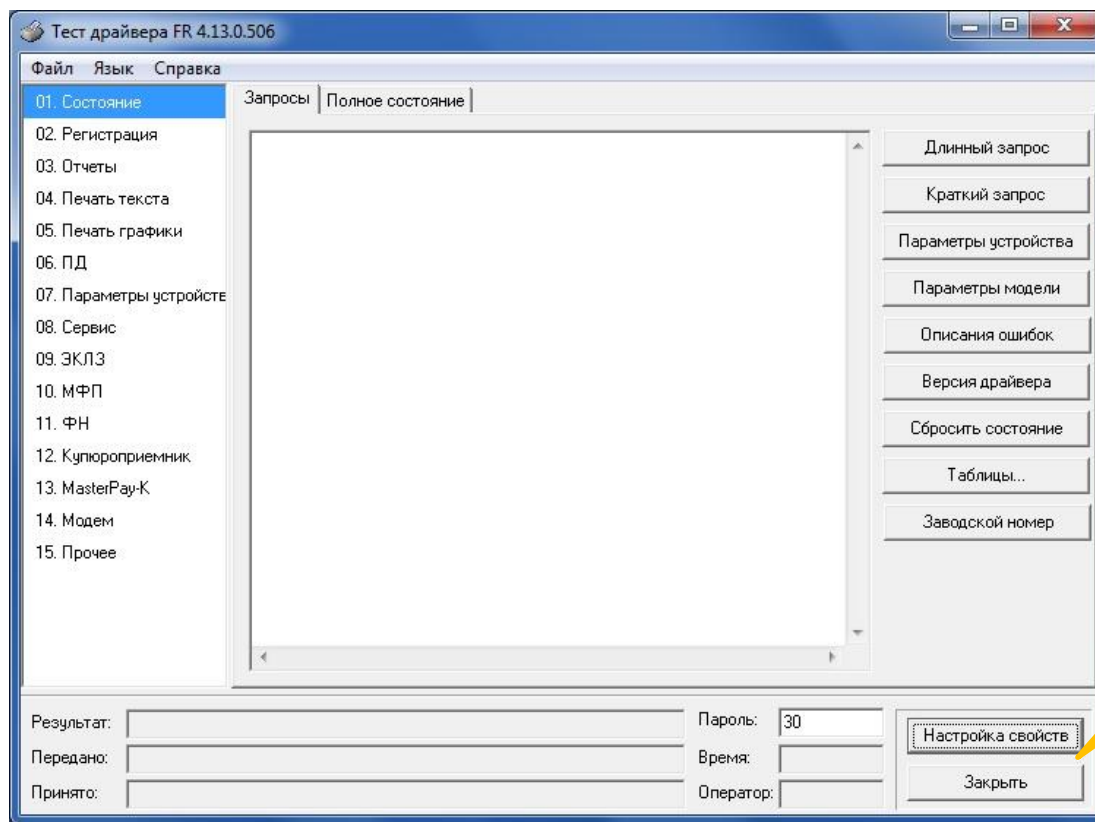 Тест драйвера FR 4.13.0.506
Файл Язык Справка
01. Состояние
02. Регистрация
03. Отчеты
04. Печать текста
05. Печать графики
06. ПД
07. Параметры устройств
08. Сервис
09. ЭКЛЗ
10. МФП
11. ФН
12. Купюроприемник
13. MasterPay-K
14. Модем
15. Прочее
Запросы Полное состояние
Длинный запрос
Краткий запрос
Параметры устройства
Параметры модели
Описания ошибок
Версия драйвера
Сбросить состояние
Таблицы...
Заводской номер
Результат:
Передано:
Принято:
Пароль: 30
Время:
Оператор:
Настройка свойств
Закрыть